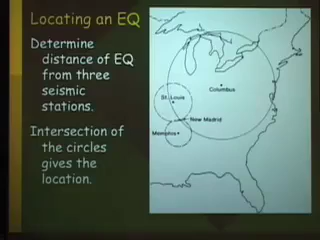 Locating an EQ
Determine
distance of EQ
from three
seismic
stations.
Intersection of
the circles
gives the
location.
Columbus
St. Louis
New Madrid
Memphis